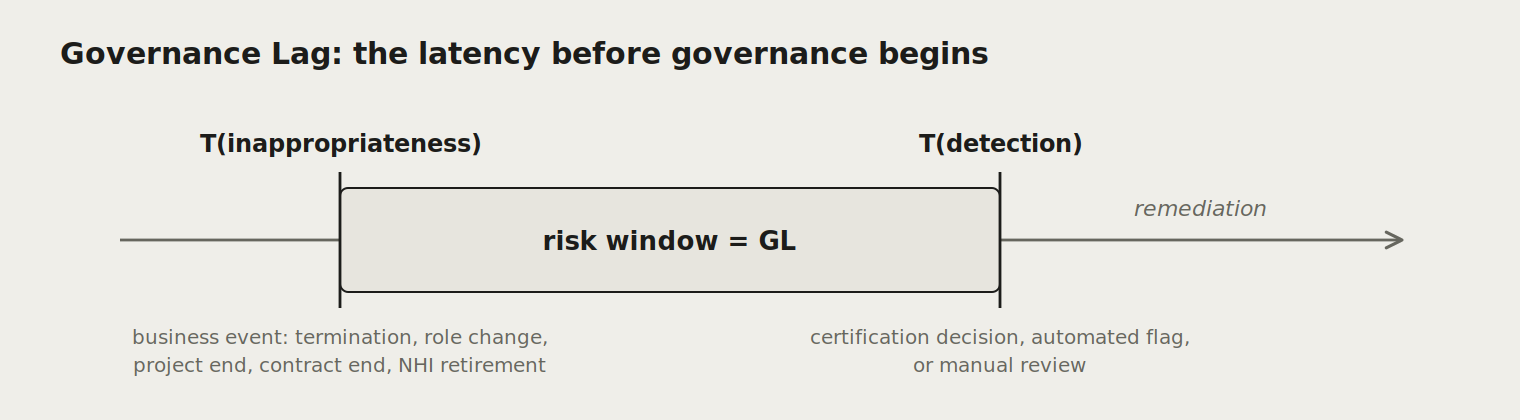 Governance Lag: the latency before governance begins
T(inappropriateness)
T(detection)
remediation
risk window = GL
business event: termination, role change,
project end, contract end, NHI retirement
certification decision, automated flag,
or manual review